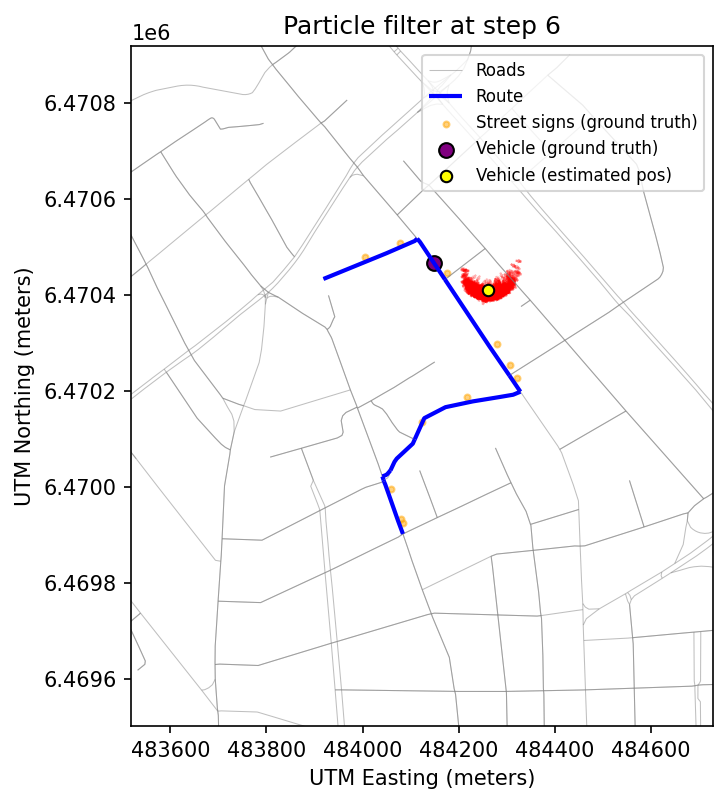 Particle filter at step 6
1e6
Roads
Route
Street signs (ground truth)
Vehicle (ground truth)
Vehicle (estimated pos)
UTM Northing (meters)
6.4708
6.4706
6.4704
6.4702
6.4700
6.4698
6.4696
483600 483800 484000 484200 484400 484600
UTM Easting (meters)